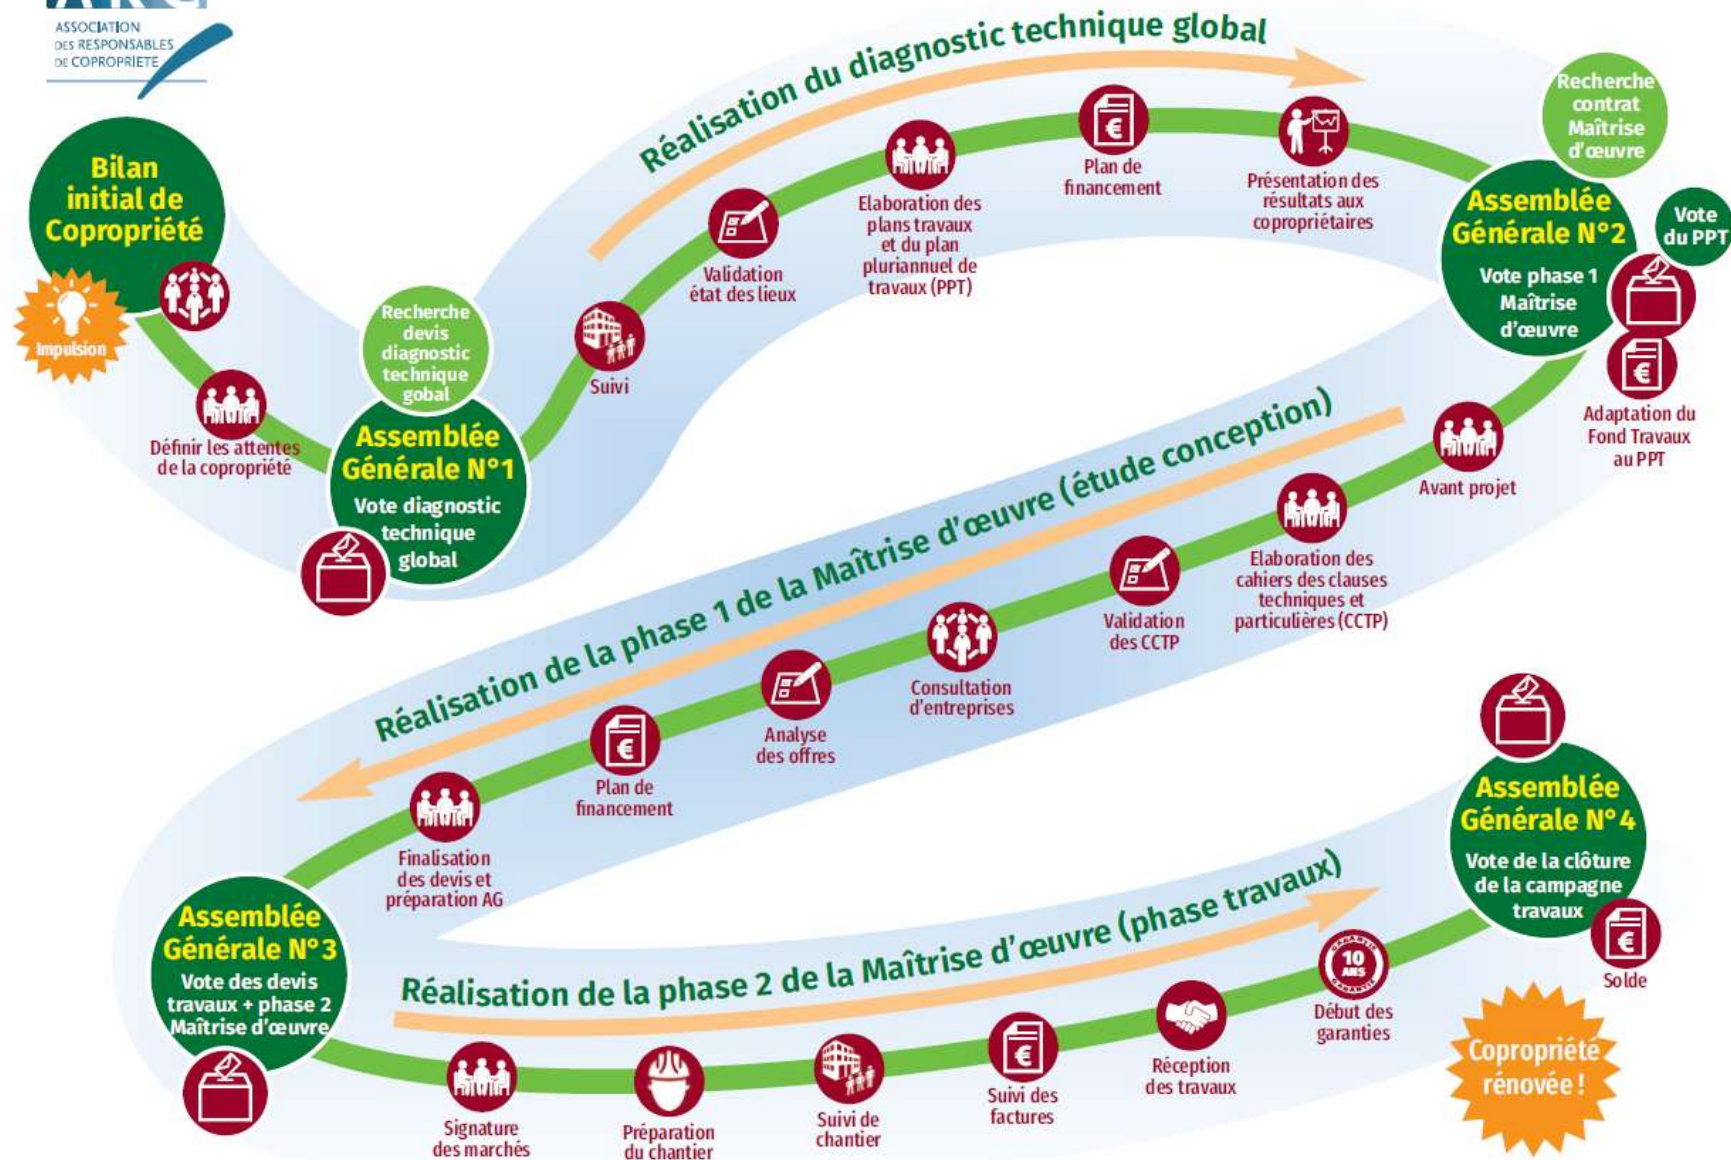 ARC
ASSOCIATION
DES RESPONSABLES
DE COPROPRIETE
Bilan
initial de
Copropriété
Impulsion
Définir les attentes
de la copropriété
Recherche
devis
diagnostic
technique
gobal
Assemblée
Générale N°1
Vote diagnostic
technique
global
Réalisation du diagnostic technique global
Suivi
Validation
état des lieux
Elaboration des
plans travaux
et du plan
pluriannuel de
travaux (PPT)
€
Plan de
financement
Présentation des
résultats aux
copropriétaires
Recherche
contrat
Maîtrise
d'œuvre
Assemblée
Générale N°2
Vote phase 1
Maîtrise
d'œuvre
Vote
du PPT
€
Adaptation du
Fond Travaux
au PPT
Réalisation de la phase 1 de la Maîtrise d'œuvre (étude conception)
Avant projet
Elaboration des
cahiers des clauses
techniques et
particulières (CCTP)
Validation
des CCTP
Consultation
d'entreprises
Analyse
des offres
€
Plan de
financement
Finalisation
des devis et
préparation AG
Assemblée
Générale N°3
Vote des devis
travaux + phase 2
Maîtrise d'œuvre
Réalisation de la phase 2 de la Maîtrise d'œuvre (phase travaux)
Signature
des marchés
Préparation
du chantier
Suivi de
chantier
€
Suivi des
factures
Réception
des travaux
GARANTIE
10
ANS
GARANTIE
Début des
garanties
Assemblée
Générale N°4
Vote de la clôture
de la campagne
travaux
€
Solde
Copropriété
rénovée !